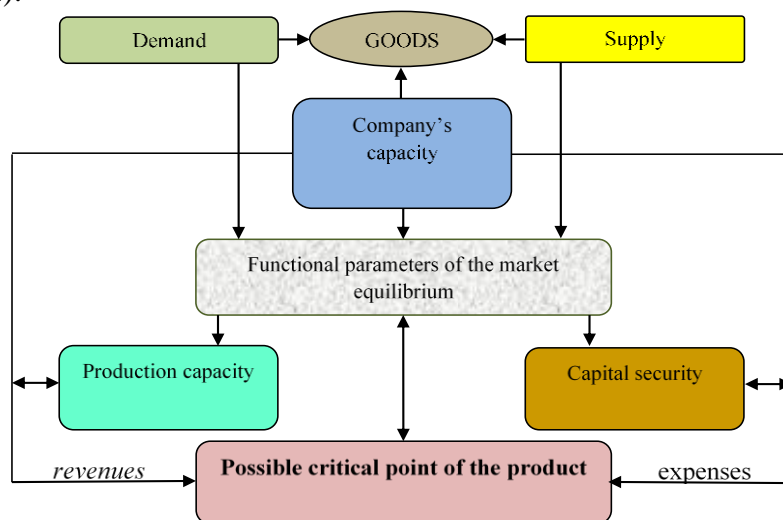 ).
Demand
GOODS
Supply
Company’s
capacity
Functional parameters of the market
equilibrium
Production capacity
Capital security
revenues
Possible critical point of the product
expenses